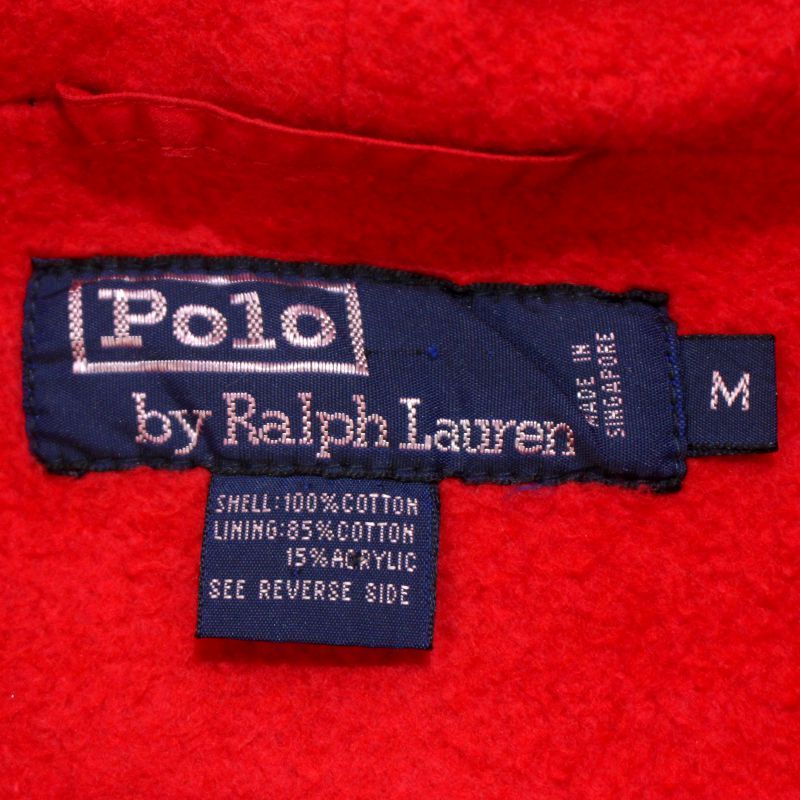 Polo
by Ralph Lauren
MADE IN
SINGAPORE
M
SHELL:100%COTTON
LINING:85%COTTON
15%ACRYLIC
SEE REVERSE SIDE